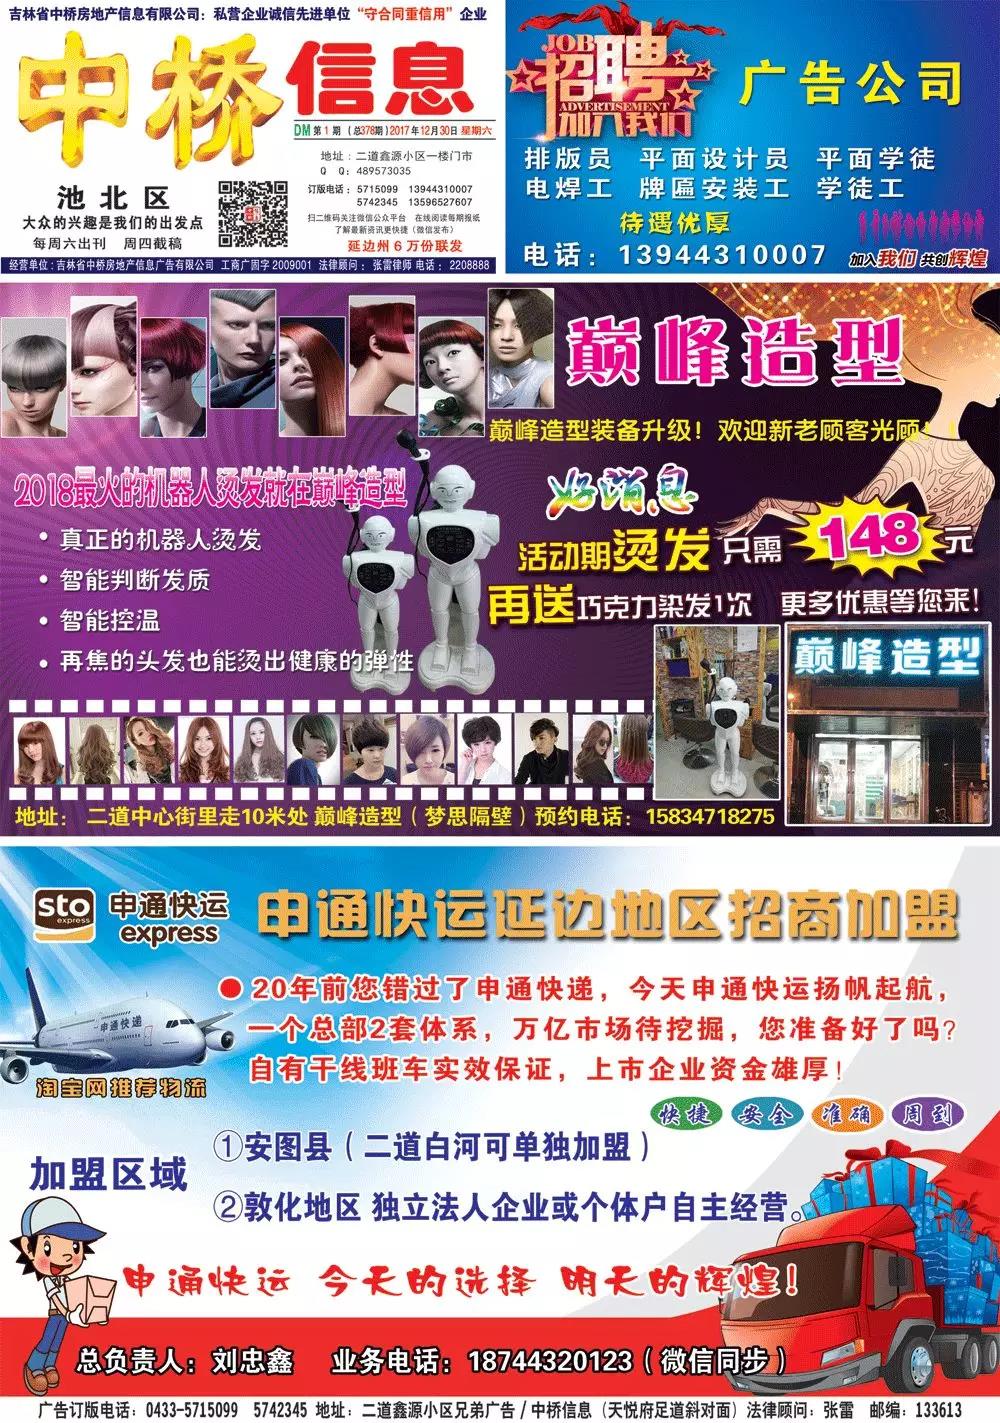 吉林省中桥房地产信息有限公司：私营企业诚信先进单位“守合同重信用”企业
中桥信息
DM 第1期（总378期）2017年12月30日 星期六
池北区
大众的兴趣是我们的出发点
每周六出刊 周四截稿
地址：二道鑫源小区一楼门市
Q Q：489573035
订版电话：5715099 13944310007
5742345 13596527607
扫二维码关注微信公众平台 在线阅读每期报纸
了解最新资讯更快捷（微信发布）
延边州6万份联发
经营单位：吉林省中桥房地产信息广告有限公司 工商广固字2009001 法律顾问：张雷律师 电话：2208888
JOB
招聘
ADVERTISEMENT
加入我们
广告公司
排版员 平面设计员 平面学徒
电焊工 牌匾安装工 学徒工
待遇优厚
电话：13944310007
加入我们 共创辉煌
巅峰造型
巅峰造型装备升级！欢迎新老顾客光顾！！
2018最火的机器人烫发就在巅峰造型
• 真正的机器人烫发
• 智能判断发质
• 智能控温
• 再焦的头发也能烫出健康的弹性
好消息
活动期烫发只需148元
再送巧克力染发1次 更多优惠等您来！
巅峰造型
地址： 二道中心街里走10米处 巅峰造型（梦思隔壁）预约电话：15834718275
sto
express
申通快运
express
申通快运延边地区招商加盟
申通快递
淘宝网推荐物流
● 20年前您错过了申通快递，今天申通快运扬帆起航，
一个总部2套体系，万亿市场待挖掘，您准备好了吗？
自有干线班车实效保证，上市企业资金雄厚！
快捷 安全 准确 周到
加盟区域
①安图县（二道白河可单独加盟）
②敦化地区 独立法人企业或个体户自主经营。
申通快运 今天的选择 明天的辉煌！
总负责人：刘忠鑫 业务电话：18744320123（微信同步）
广告订版电话：0433-5715099 5742345 地址：二道鑫源小区兄弟广告／中桥信息（天悦府足道斜对面）法律顾问：张雷 邮编：133613